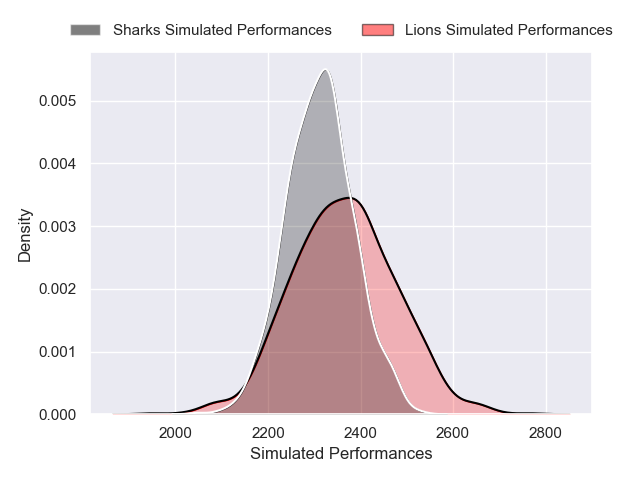 Sharks Simulated Performances
Lions Simulated Performances
0.005
0.004
0.003
0.002
0.001
0.000
Density
2000 2200 2400 2600 2800
Simulated Performances